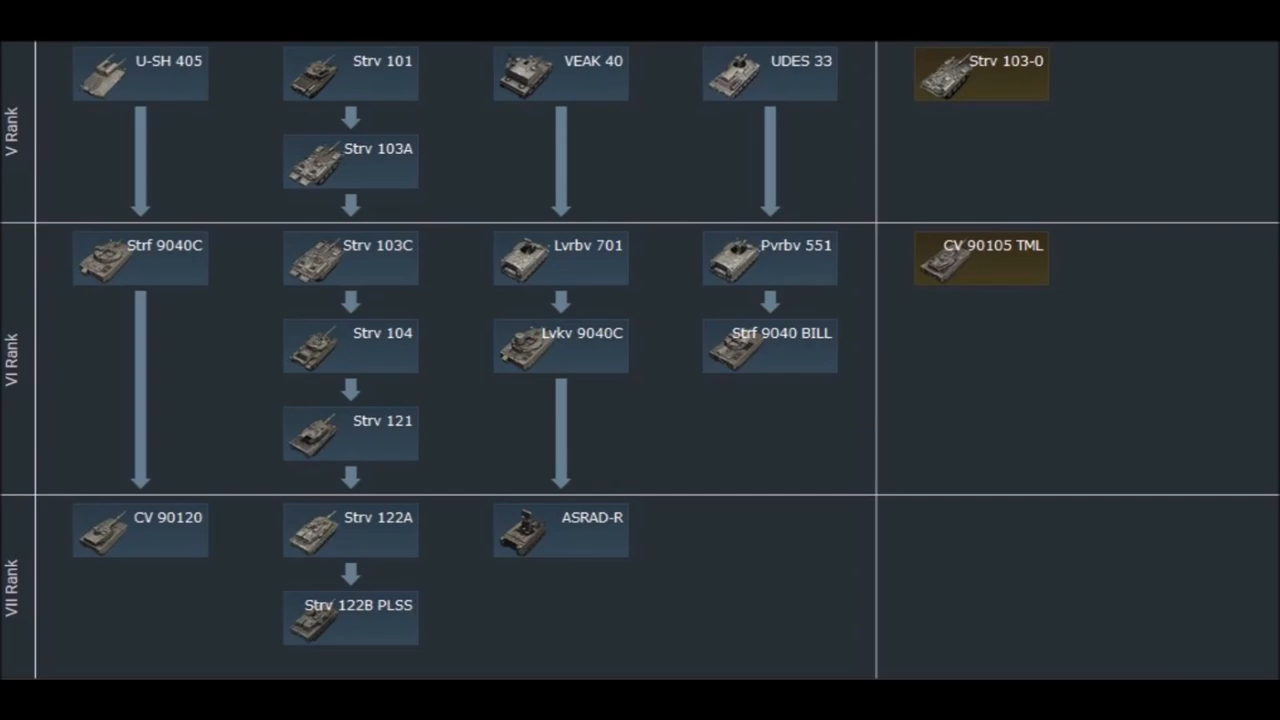 V Rank
U-SH 405
Strv 101
VEAK 40
UDES 33
Strv 103-0
Strv 103A
VI Rank
Strf 9040C
Strv 103C
Lvrbv 701
Pvrbv 551
CV 90105 TML
Strv 104
Lvkv 9040C
Strf 9040 BILL
Strv 121
VII Rank
CV 90120
Strv 122A
ASRAD-R
Strv 122B PLSS